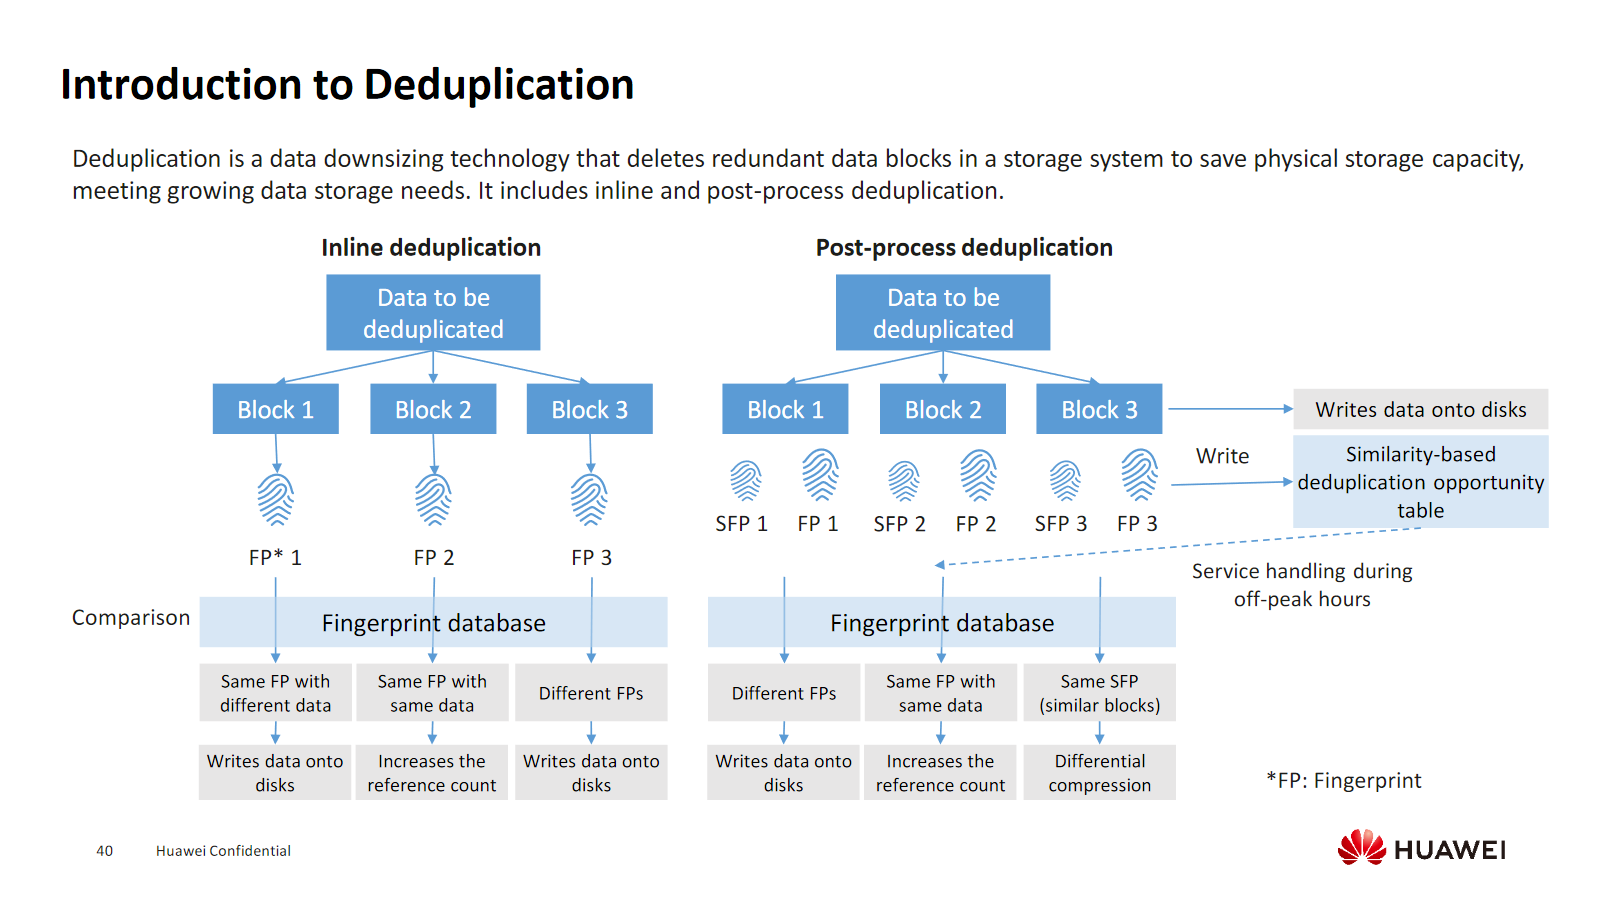 Introduction to Deduplication
Deduplication is a data downsizing technology that deletes redundant data blocks in a storage system to save physical storage capacity,
meeting growing data storage needs. It includes inline and post-process deduplication.
Inline deduplication
Data to be
deduplicated
Block 1
Block 2
Block 3
FP* 1
FP 2
FP 3
Comparison
Fingerprint database
Same FP with
different data
Same FP with
same data
Different FPs
Writes data onto
disks
Increases the
reference count
Writes data onto
disks
Post-process deduplication
Data to be
deduplicated
Block 1
Block 2
Block 3
Writes data onto disks
Write
Similarity-based
deduplication opportunity
table
SFP 1
FP 1
SFP 2
FP 2
SFP 3
FP 3
Service handling during
off-peak hours
Fingerprint database
Different FPs
Same FP with
same data
Same SFP
(similar blocks)
Writes data onto
disks
Increases the
reference count
Differential
compression
*FP: Fingerprint
40
Huawei Confidential
HUAWEI